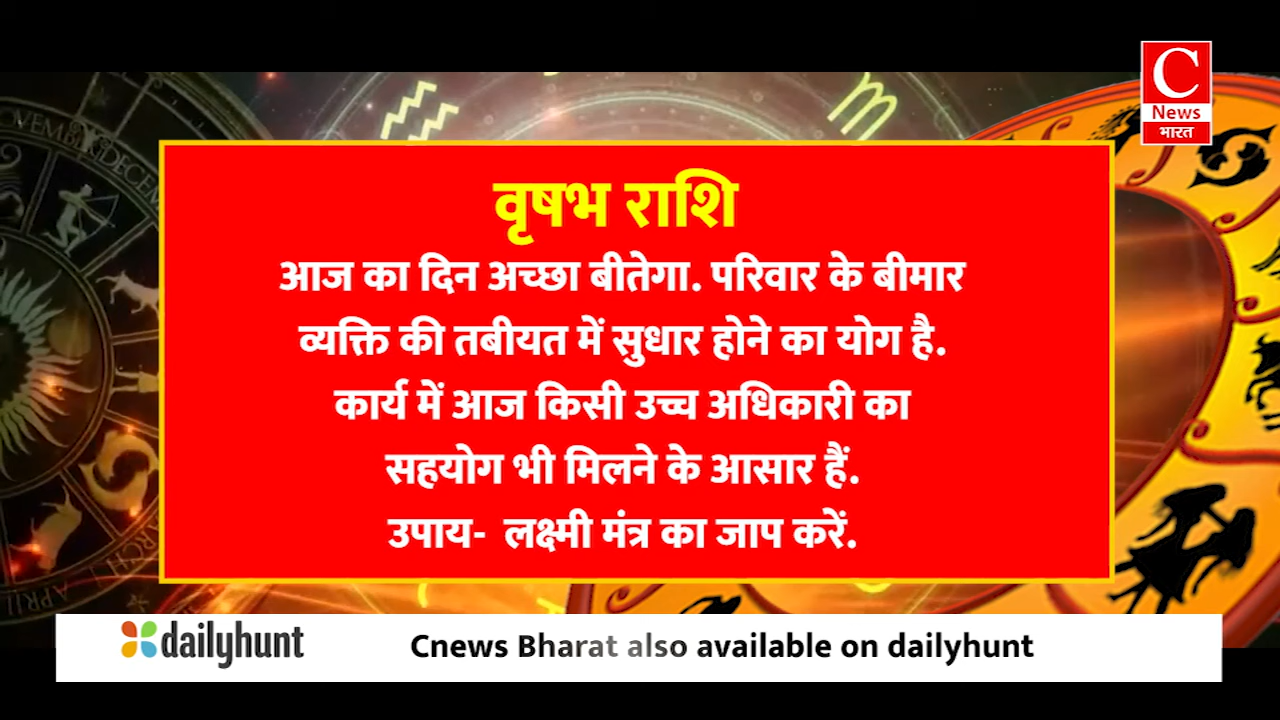 C
News
भारत
वृषभ राशि
आज का दिन अच्छा बीतेगा. परिवार के बीमार
व्यक्ति की तबीयत में सुधार होने का योग है.
कार्य में आज किसी उच्च अधिकारी का
सहयोग भी मिलने के आसार हैं.
उपाय- लक्ष्मी मंत्र का जाप करें.
dailyhunt
Cnews Bharat also available on dailyhunt